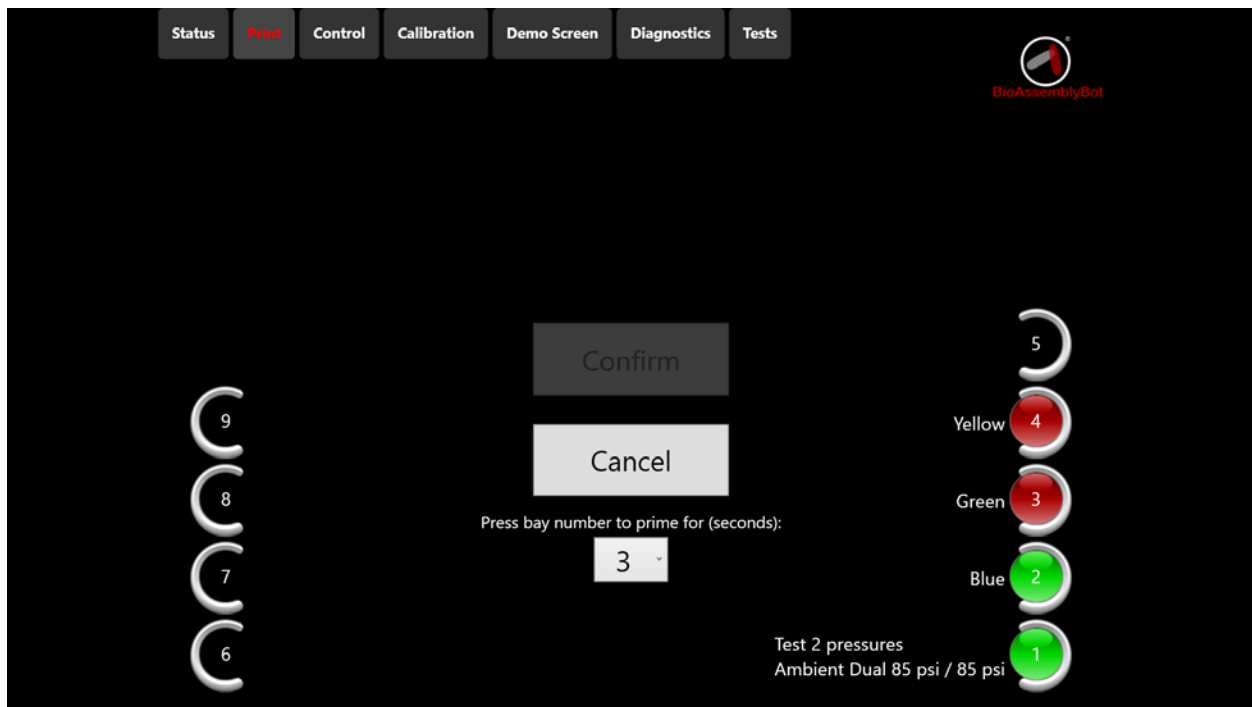 Status Print Control Calibration Demo Screen Diagnostics Tests
®
BioAssemblyBot
Confirm
Cancel
Press bay number to prime for (seconds):
3
9
8
7
6
5
Yellow 4
Green 3
Blue 2
Test 2 pressures
Ambient Dual 85 psi / 85 psi
1